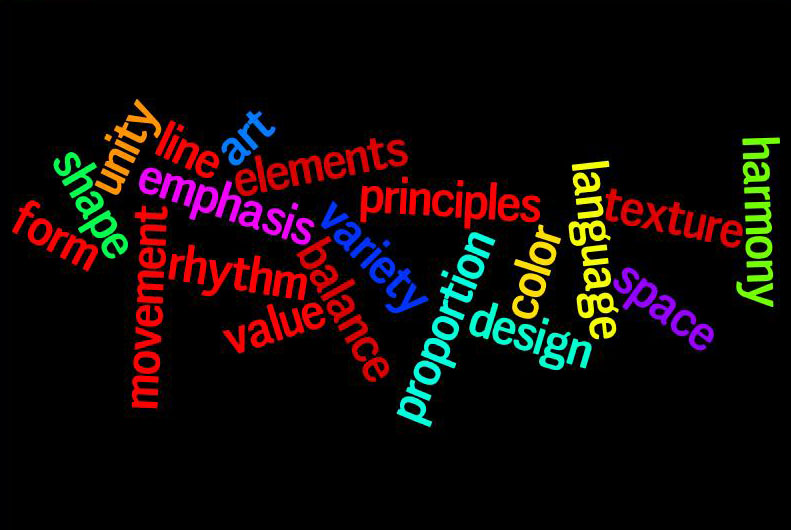 unity
line
art
elements
shape
emphasis
form
principles
language
texture
harmony
movement
rhythm
variety
balance
value
proportion
color
space
design